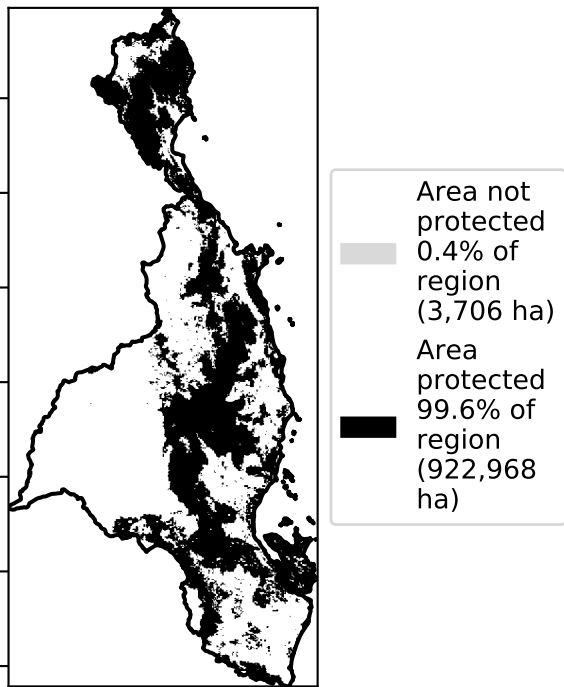 Area not
protected
0.4% of
region
(3,706 ha)
Area
protected
99.6% of
region
(922,968
ha)